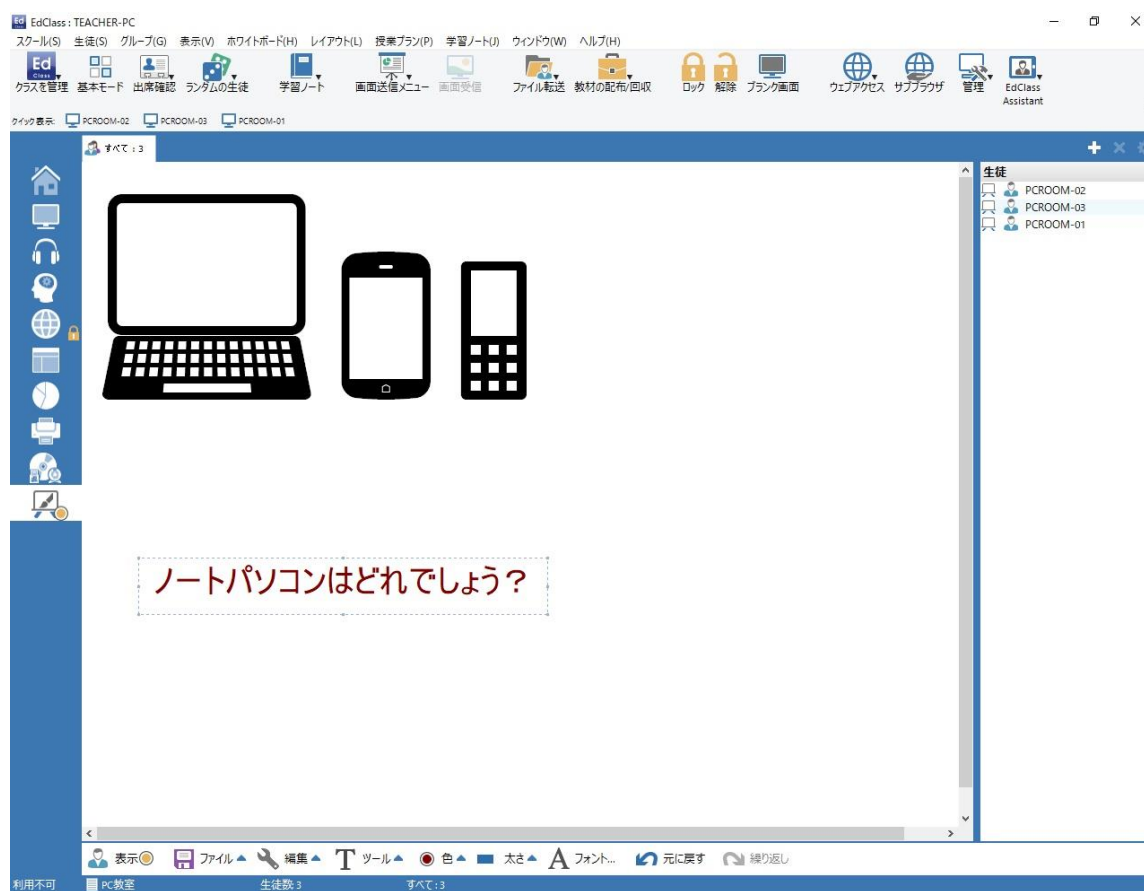 EdClass : TEACHER-PC
スクール(S) 生徒(S) グループ(G) 表示(V) ホワイトボード(H) レイアウト(L) 授業プラン(P) 学習ノート(J) ウィンドウ(W) ヘルプ(H)
クラスを管理 基本モード 出席確認 ランダムの生徒 学習ノート 画面送信メニュー 画面受信 ファイル転送 教材の配布/回収 ロック 解除 ブランク画面 ウェブアクセス サブブラウザ 管理 EdClass Assistant
クイック表示: PCROOM-02 PCROOM-03 PCROOM-01
すべて : 3
生徒
PCROOM-02
PCROOM-03
PCROOM-01
ノートパソコンはどれでしょう？
表示 ファイル 編集 ツール 色 太さ フォント... 元に戻す 繰り返し
利用不可 PC教室 生徒数: 3 すべて : 3